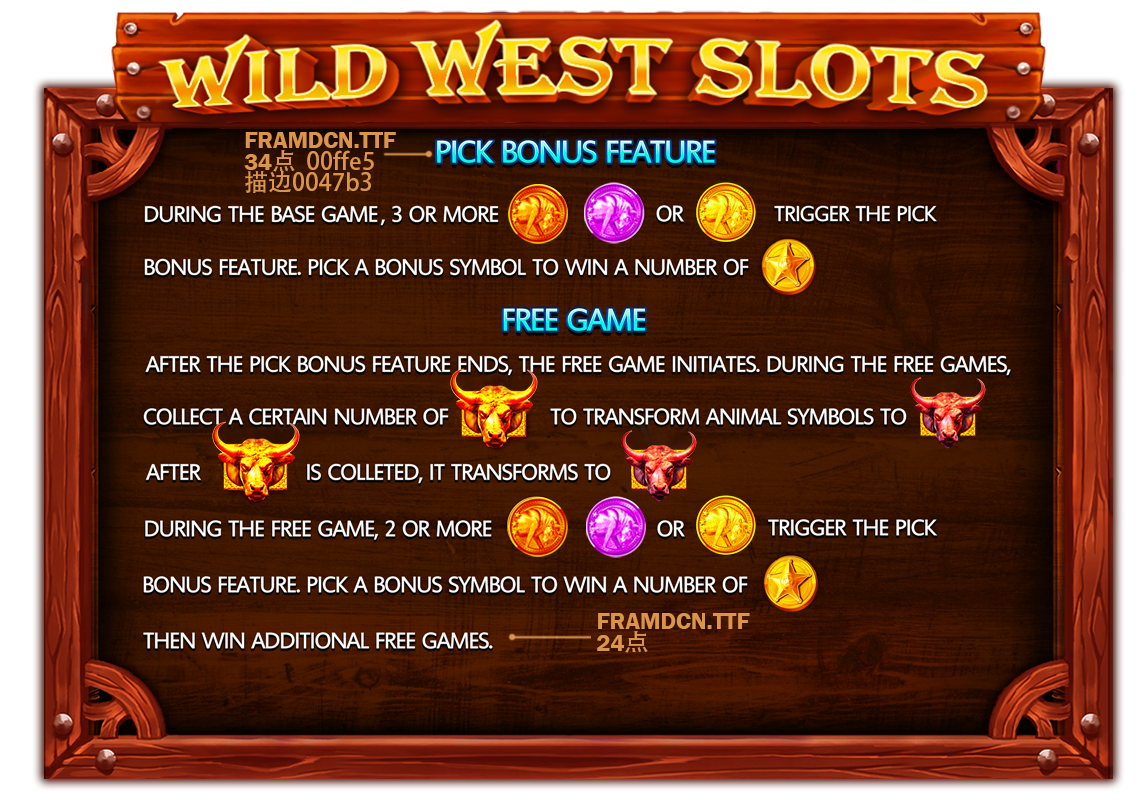 WILD WEST SLOTS
FRAMDCN.TTF
34点 00ffe5
描边0047b3
PICK BONUS FEATURE
DURING THE BASE GAME, 3 OR MORE OR TRIGGER THE PICK
BONUS FEATURE. PICK A BONUS SYMBOL TO WIN A NUMBER OF
FREE GAME
AFTER THE PICK BONUS FEATURE ENDS, THE FREE GAME INITIATES. DURING THE FREE GAMES,
COLLECT A CERTAIN NUMBER OF TO TRANSFORM ANIMAL SYMBOLS TO
AFTER IS COLLETED, IT TRANSFORMS TO
DURING THE FREE GAME, 2 OR MORE OR TRIGGER THE PICK
BONUS FEATURE. PICK A BONUS SYMBOL TO WIN A NUMBER OF
THEN WIN ADDITIONAL FREE GAMES.
FRAMDCN.TTF
24点